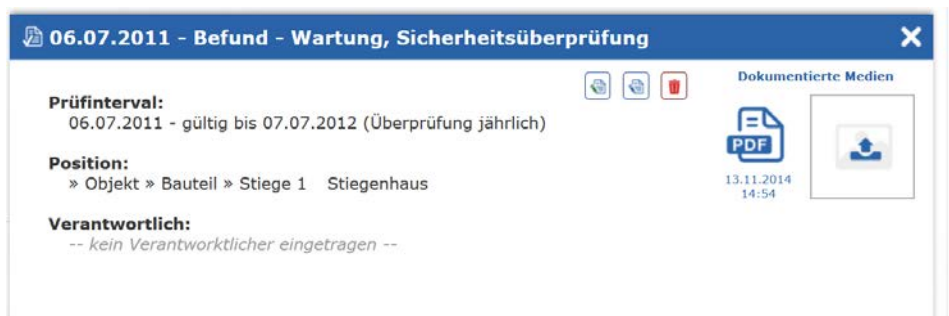 06.07.2011 - Befund - Wartung, Sicherheitsüberprüfung
Prüfinterval:
06.07.2011 - gültig bis 07.07.2012 (Überprüfung jährlich)
Position:
» Objekt » Bauteil » Stiege 1 Stiegenhaus
Verantwortlich:
-- kein Verantworktlicher eingetragen --
Dokumentierte Medien
PDF
13.11.2014
14:54